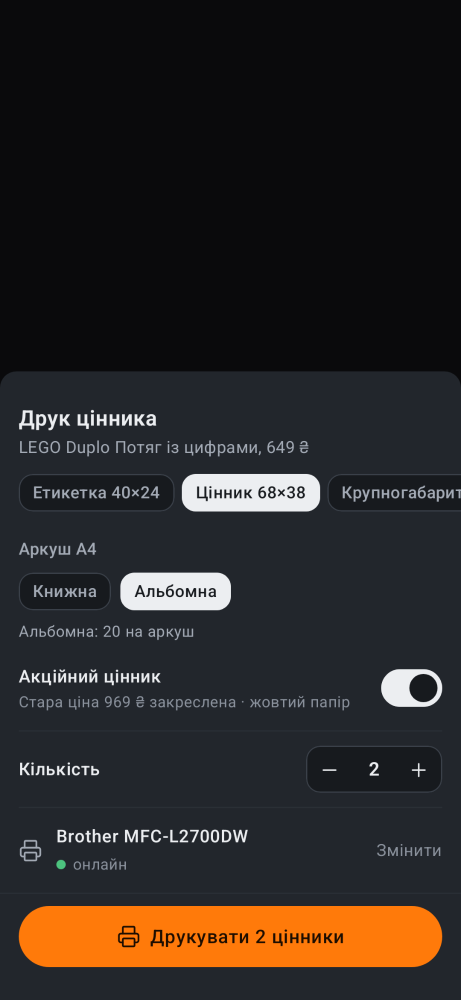 Друк цінника
LEGO Duplo Потяг із цифрами, 649 ₴
Етикетка 40×24 Цінник 68×38 Крупногабарит
Аркуш А4
Книжна Альбомна
Альбомна: 20 на аркуш
Акційний цінник
Стара ціна 969 ₴ закреслена · жовтий папір
Кількість
− 2 +
Brother MFC-L2700DW
онлайн
Змінити
Друкувати 2 цінники